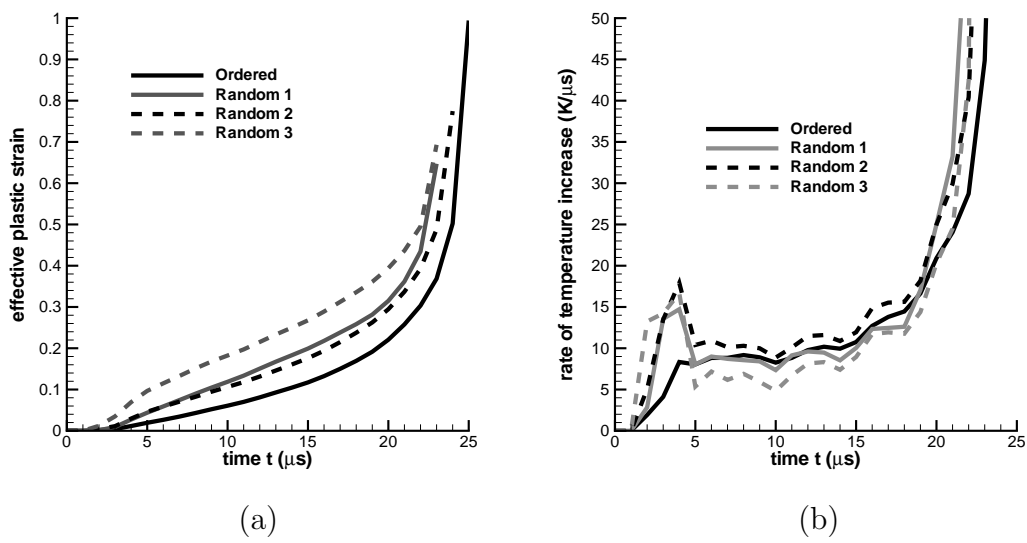 1
0.9
0.8
0.7
0.6
0.5
0.4
0.3
0.2
0.1
0
effective plastic strain
Ordered
Random 1
Random 2
Random 3
0 5 10 15 20 25
time t (μs)
(a)
50
45
40
35
30
25
20
15
10
5
0
rate of temperature increase (K/μs)
Ordered
Random 1
Random 2
Random 3
0 5 10 15 20 25
time t (μs)
(b)